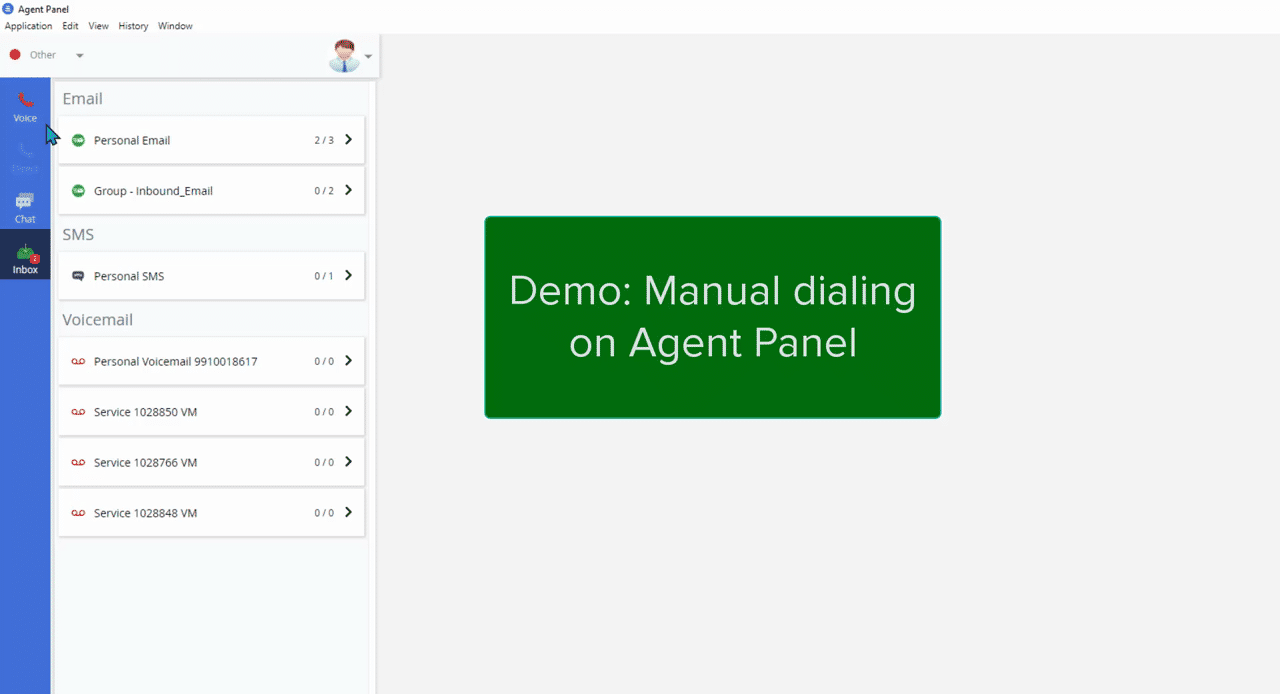 Agent Panel
Application Edit View History Window
Other
Voice
Chat
2
Inbox
Email
Personal Email 2 / 3
Group - Inbound_Email 0 / 2
SMS
Personal SMS 0 / 1
Voicemail
Personal Voicemail 9910018617 0 / 0
Service 1028850 VM 0 / 0
Service 1028766 VM 0 / 0
Service 1028848 VM 0 / 0
Demo: Manual dialing
on Agent Panel